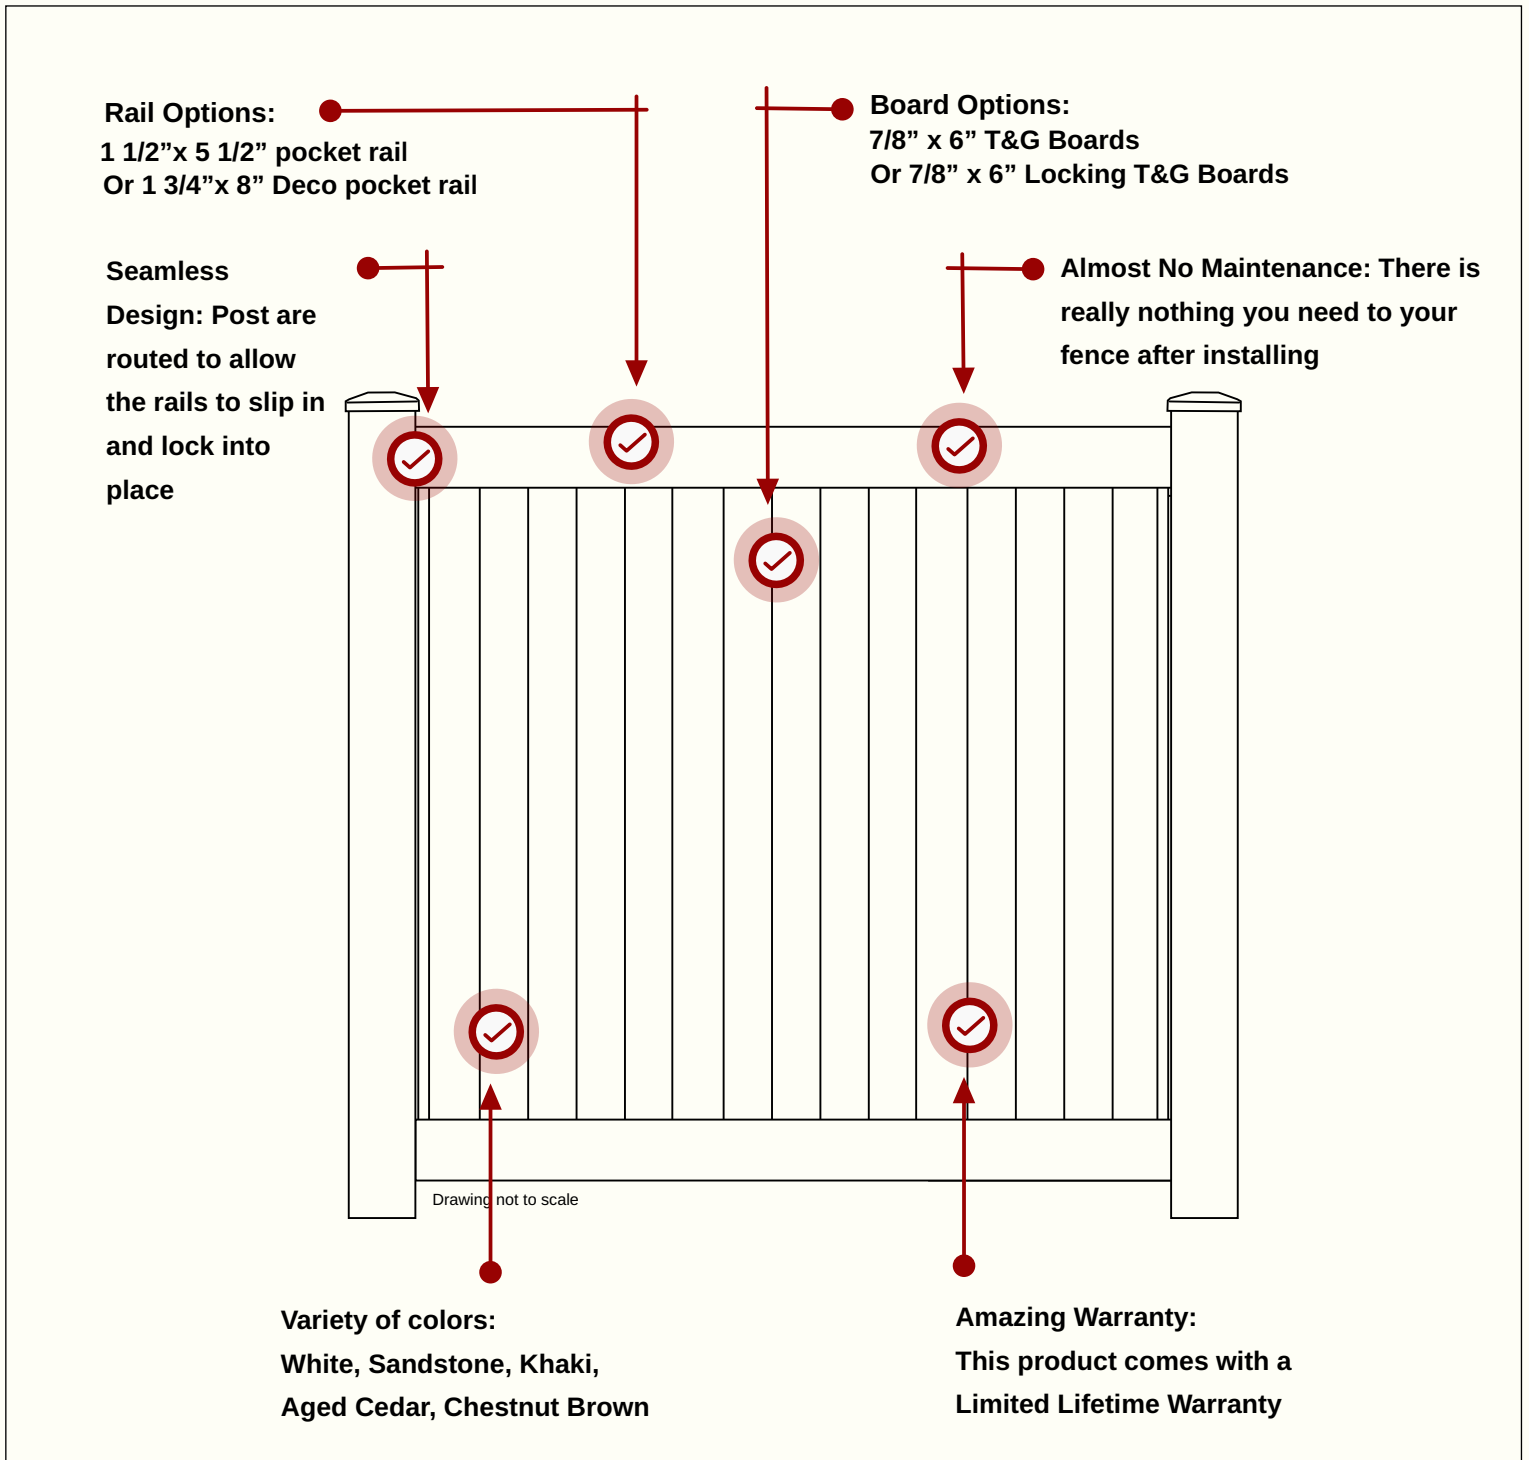 Rail Options:
1 1/2”x 5 1/2” pocket rail
Or 1 3/4”x 8” Deco pocket rail
Board Options:
7/8” x 6” T&G Boards
Or 7/8” x 6” Locking T&G Boards
Seamless
Design: Post are
routed to allow
the rails to slip in
and lock into
place
Almost No Maintenance: There is
really nothing you need to your
fence after installing
Drawing not to scale
Variety of colors:
White, Sandstone, Khaki,
Aged Cedar, Chestnut Brown
Amazing Warranty:
This product comes with a
Limited Lifetime Warranty